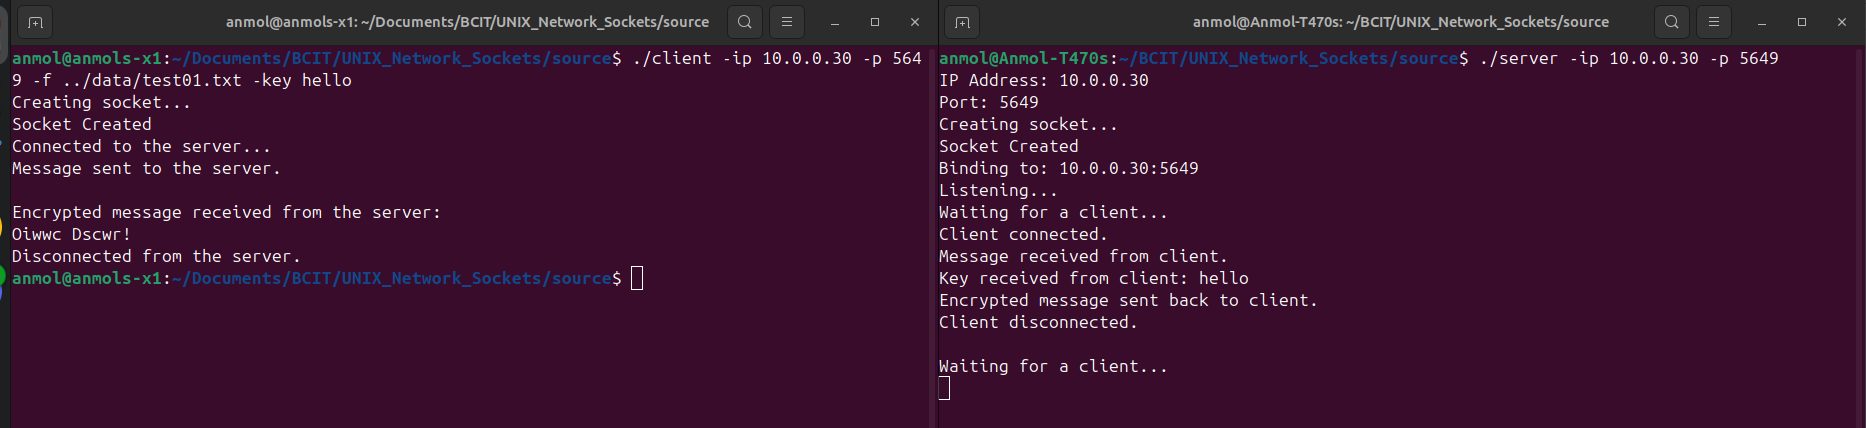 anmol@anmols-x1: ~/Documents/BCIT/UNIX_Network_Sockets/source
anmol@anmols-x1:~/Documents/BCIT/UNIX_Network_Sockets/source$ ./client -ip 10.0.0.30 -p 564
9 -f ../data/test01.txt -key hello
Creating socket...
Socket Created
Connected to the server...
Message sent to the server.
Encrypted message received from the server:
Oiwwc Dscwr!
Disconnected from the server.
anmol@anmols-x1:~/Documents/BCIT/UNIX_Network_Sockets/source$
anmol@Anmol-T470s: ~/BCIT/UNIX_Network_Sockets/source
anmol@Anmol-T470s:~/BCIT/UNIX_Network_Sockets/source$ ./server -ip 10.0.0.30 -p 5649
IP Address: 10.0.0.30
Port: 5649
Creating socket...
Socket Created
Binding to: 10.0.0.30:5649
Listening...
Waiting for a client...
Client connected.
Message received from client.
Key received from client: hello
Encrypted message sent back to client.
Client disconnected.
Waiting for a client...